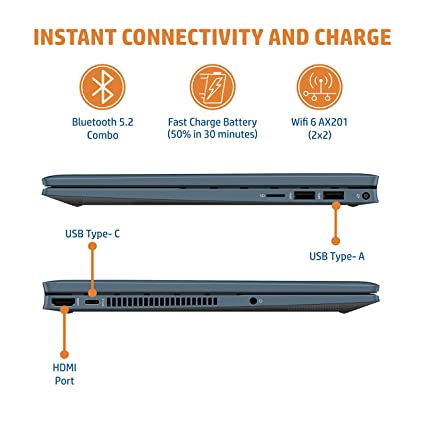 INSTANT CONNECTIVITY AND CHARGE
Bluetooth 5.2
Combo
Fast Charge Battery
(50% in 30 minutes)
Wifi 6 AX201
(2x2)
USB Type- C
USB Type- A
HDMI
Port